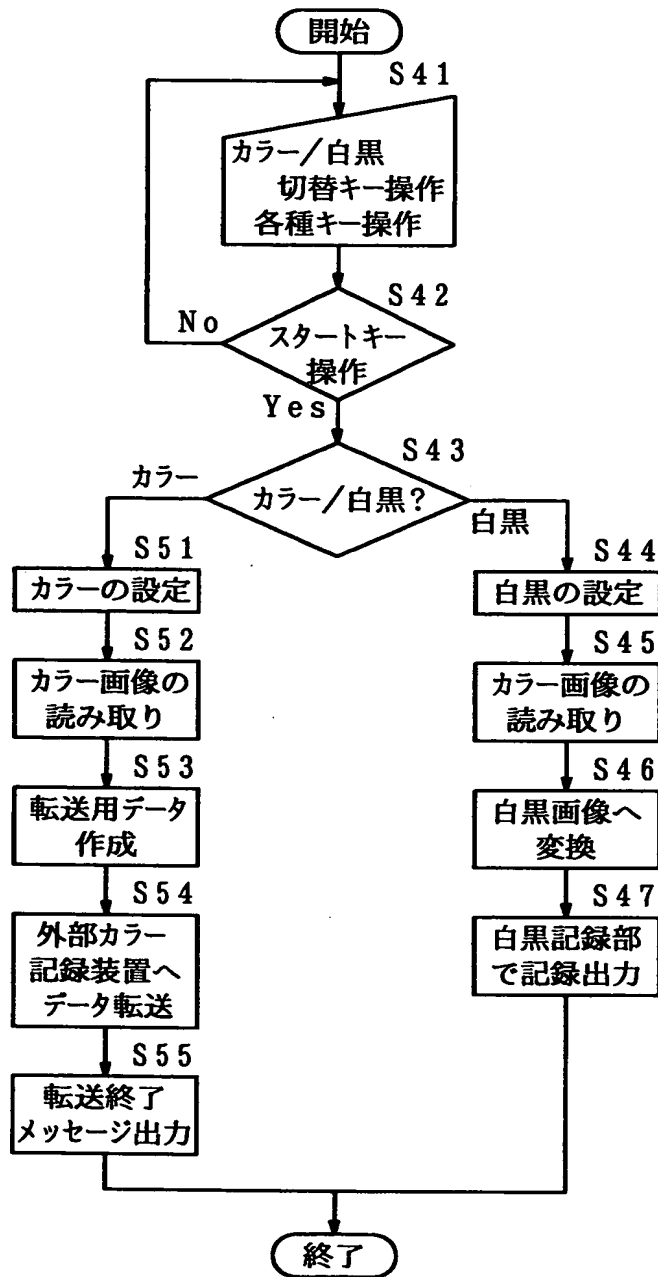 開始
S41
カラー/白黒
切替キー操作
各種キー操作
S42
No
スタートキー
操作
Yes
S43
カラー
カラー/白黒?
白黒
S51
カラーの設定
S52
カラー画像の
読み取り
S53
転送用データ
作成
S54
外部カラー
記録装置へ
データ転送
S55
転送終了
メッセージ出力
S44
白黒の設定
S45
カラー画像の
読み取り
S46
白黒画像へ
変換
S47
白黒記録部
で記録出力
終了